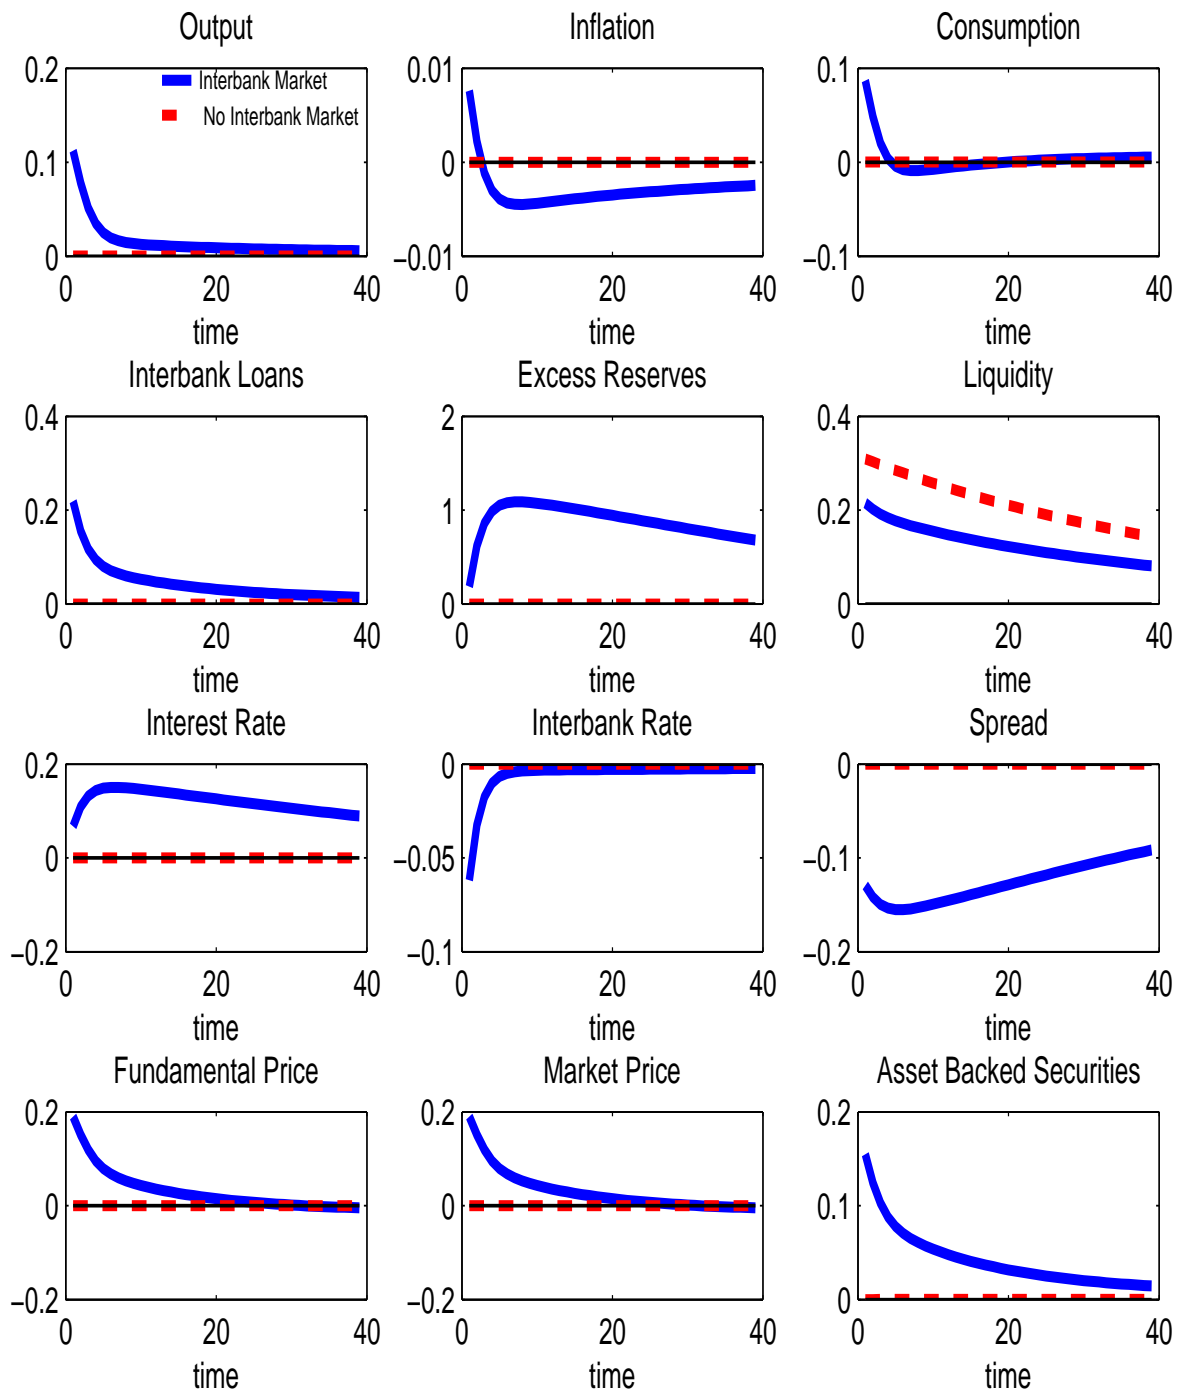 Output
Inflation
Consumption
0.2
0.1
0
Interbank Market
No Interbank Market
0 20 40
time
0.01
0
−0.01
0 20 40
time
0.1
0
−0.1
0 20 40
time
Interbank Loans
Excess Reserves
Liquidity
0.4
0.2
0
0 20 40
time
2
1
0
0 20 40
time
0.4
0.2
0
0 20 40
time
Interest Rate
Interbank Rate
Spread
0.2
0
−0.2
0 20 40
time
0
−0.05
−0.1
0 20 40
time
0
−0.1
−0.2
0 20 40
time
Fundamental Price
Market Price
Asset Backed Securities
0.2
0
−0.2
0 20 40
time
0.2
0
−0.2
0 20 40
time
0.2
0.1
0
0 20 40
time